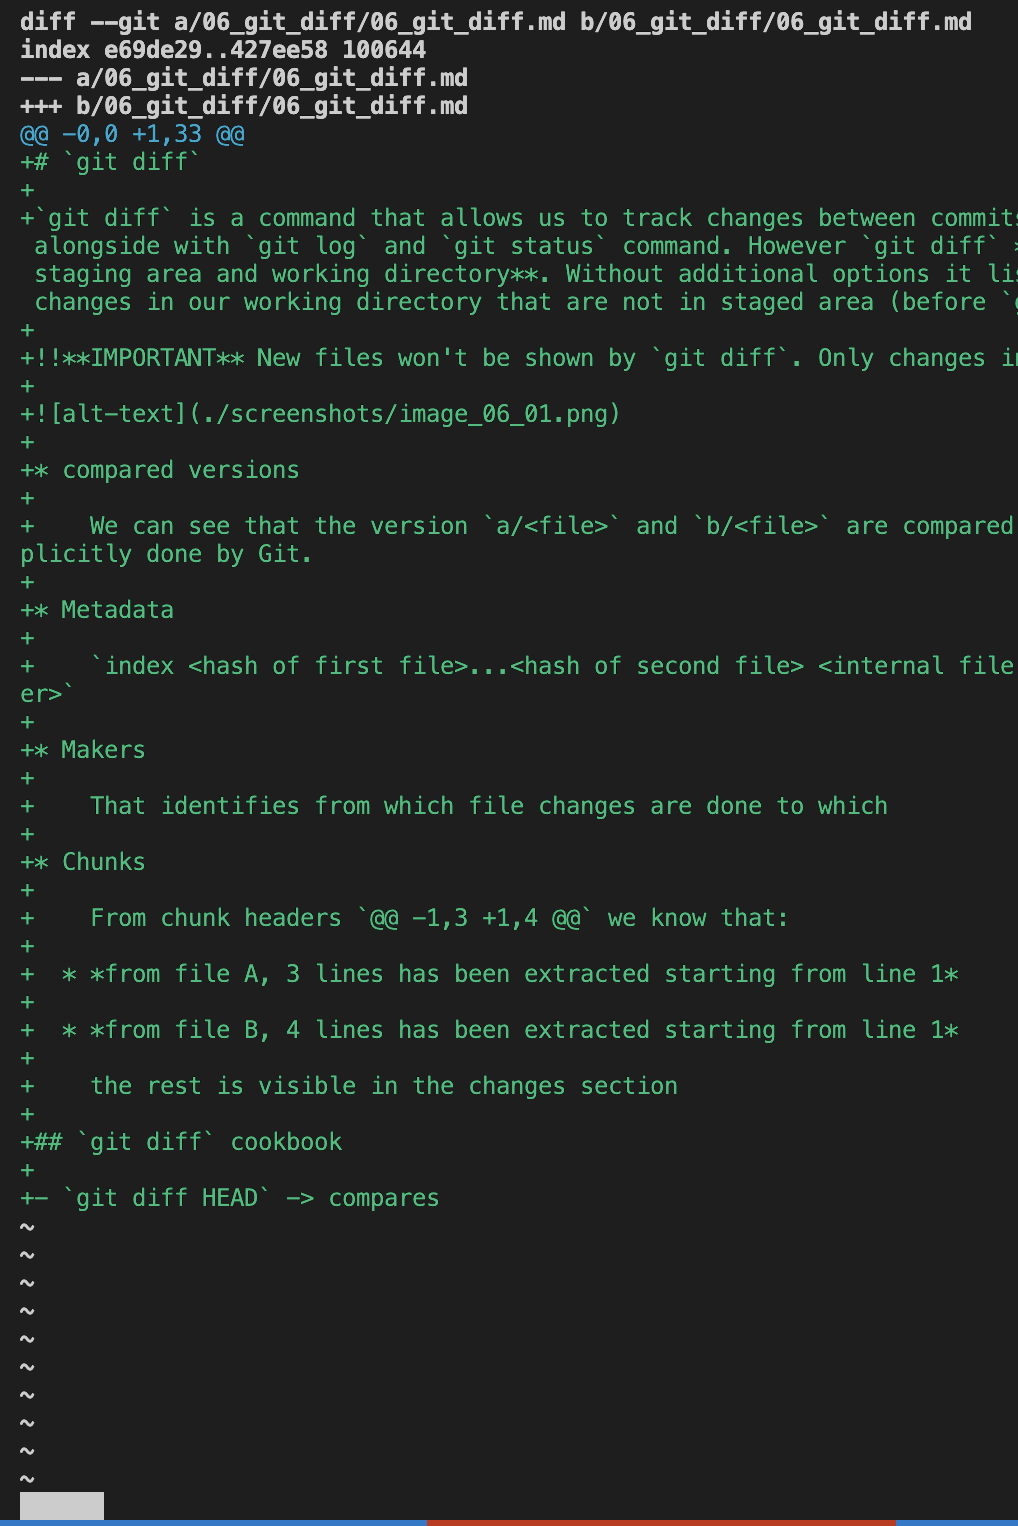 diff --git a/06_git_diff/06_git_diff.md b/06_git_diff/06_git_diff.md
index e69de29..427ee58 100644
--- a/06_git_diff/06_git_diff.md
+++ b/06_git_diff/06_git_diff.md
@@ -0,0 +1,33 @@
+# `git diff`
+
+`git diff` is a command that allows us to track changes between commits
 alongside with `git log` and `git status` command. However `git diff` *
 staging area and working directory**. Without additional options it lis
 changes in our working directory that are not in staged area (before `g
+
+!!**IMPORTANT** New files won't be shown by `git diff`. Only changes in
+
+![alt-text](./screenshots/image_06_01.png)
+
+* compared versions
+
+    We can see that the version `a/<file>` and `b/<file>` are compared
plicitly done by Git.
+
+* Metadata
+
+    `index <hash of first file>...<hash of second file> <internal file
er>`
+
+* Makers
+
+    That identifies from which file changes are done to which
+
+* Chunks
+
+    From chunk headers `@@ -1,3 +1,4 @@` we know that:
+
+  * *from file A, 3 lines has been extracted starting from line 1*
+
+  * *from file B, 4 lines has been extracted starting from line 1*
+
+    the rest is visible in the changes section
+
+## `git diff` cookbook
+
+- `git diff HEAD` -> compares
~
~
~
~
~
~
~
~
~
~